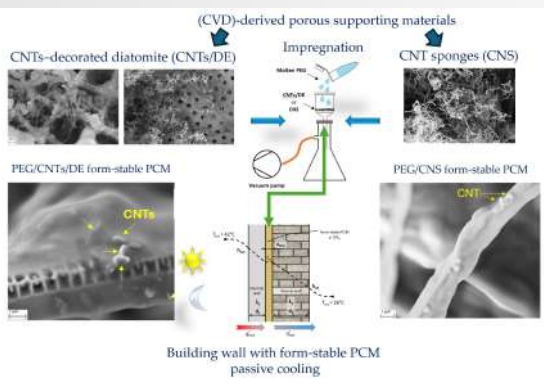 (CVD)-derived porous supporting materials
CNTs–decorated diatomite (CNTs/DE)
Impregnation
CNT sponges (CNS)
Molten PEG
CNTs/DE
or
CNS
Vacuum pump
PEG/CNTs/DE form-stable PCM
PEG/CNS form-stable PCM
CNTs
CNT
Building wall with form-stable PCM
passive cooling